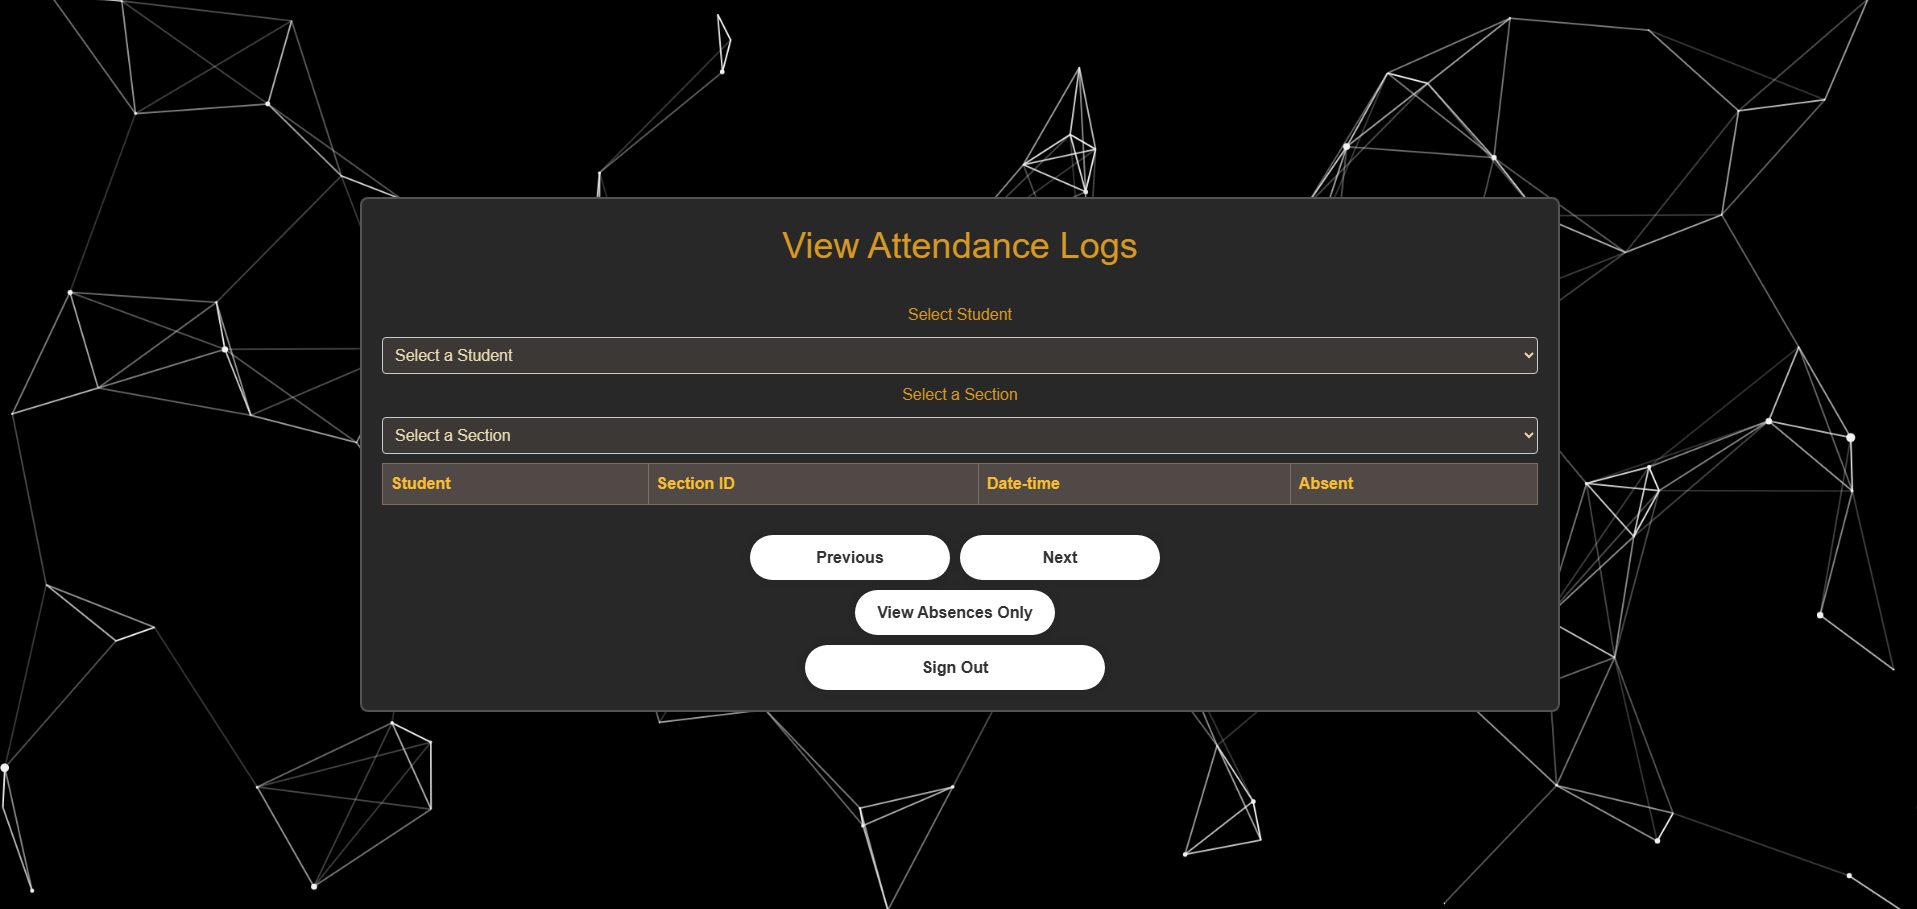 View Attendance Logs
Select Student
Select a Student
Select a Section
Select a Section
Student Section ID Date-time Absent
Previous Next
View Absences Only
Sign Out